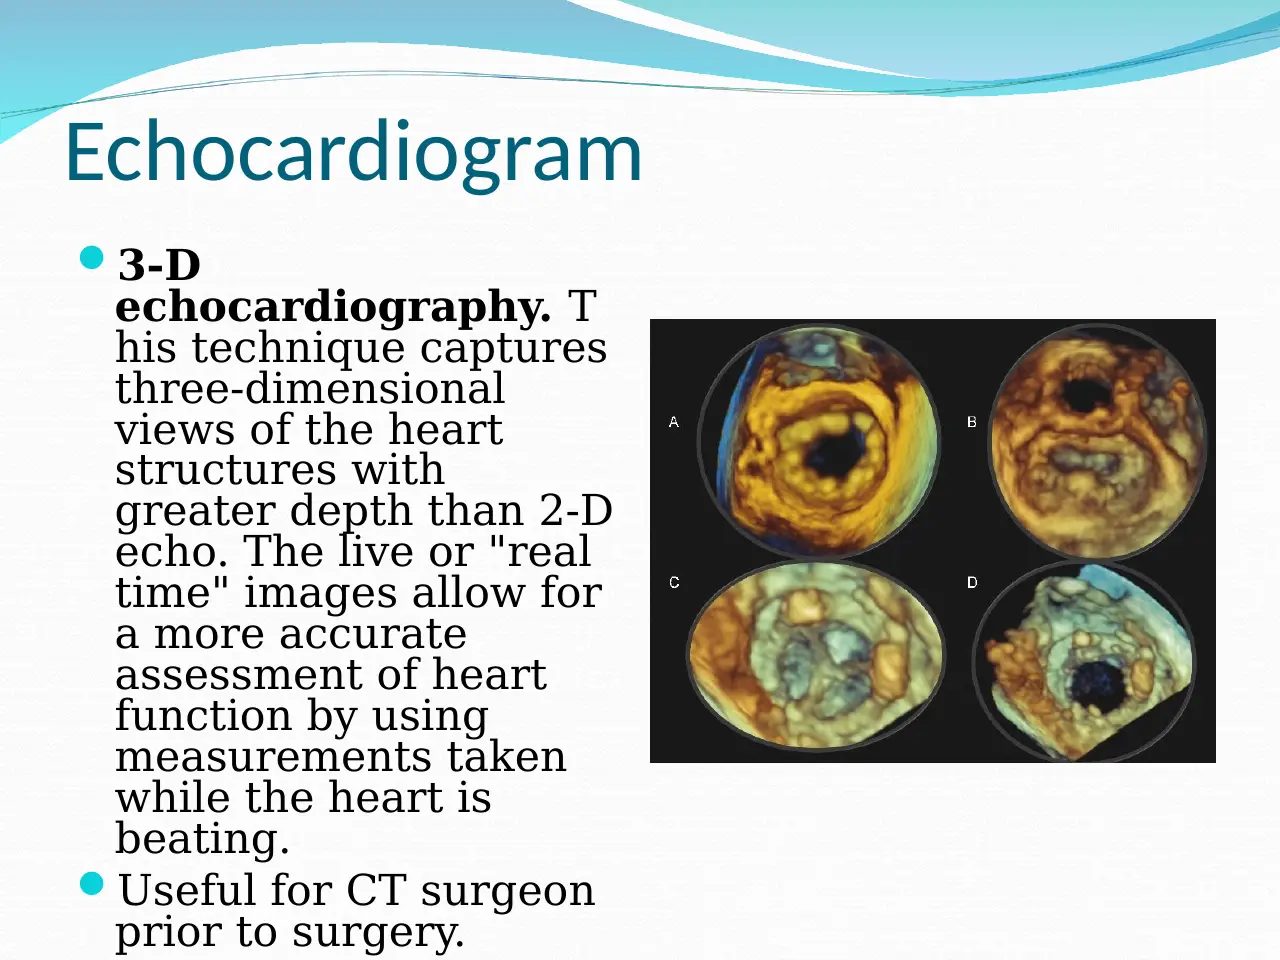 Echocardiogram
3-D
echocardiography. T
his technique captures
three-dimensional
views of the heart
structures with
greater depth than 2-D
echo. The live or "real
time" images allow for
a more accurate
assessment of heart
function by using
measurements taken
while the heart is
beating.
Useful for CT surgeon
prior to surgery.
A
B
C
D